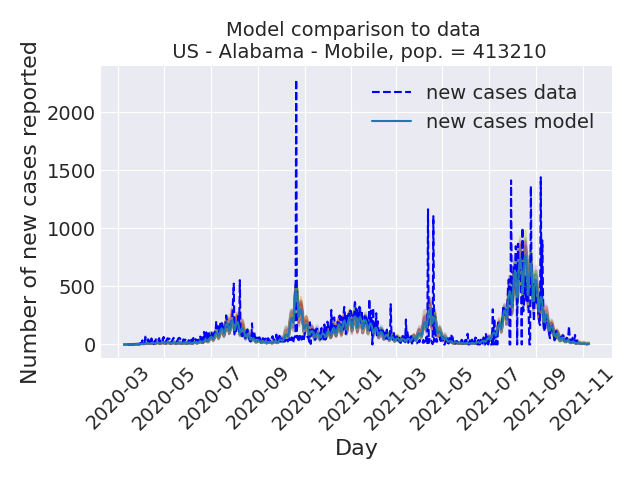 Model comparison to data
US - Alabama - Mobile, pop. = 413210
Number of new cases reported
2000
1500
1000
500
0
new cases data
new cases model
2020-03
2020-05
2020-07
2020-09
2020-11
2021-01
2021-03
2021-05
2021-07
2021-09
2021-11
Day